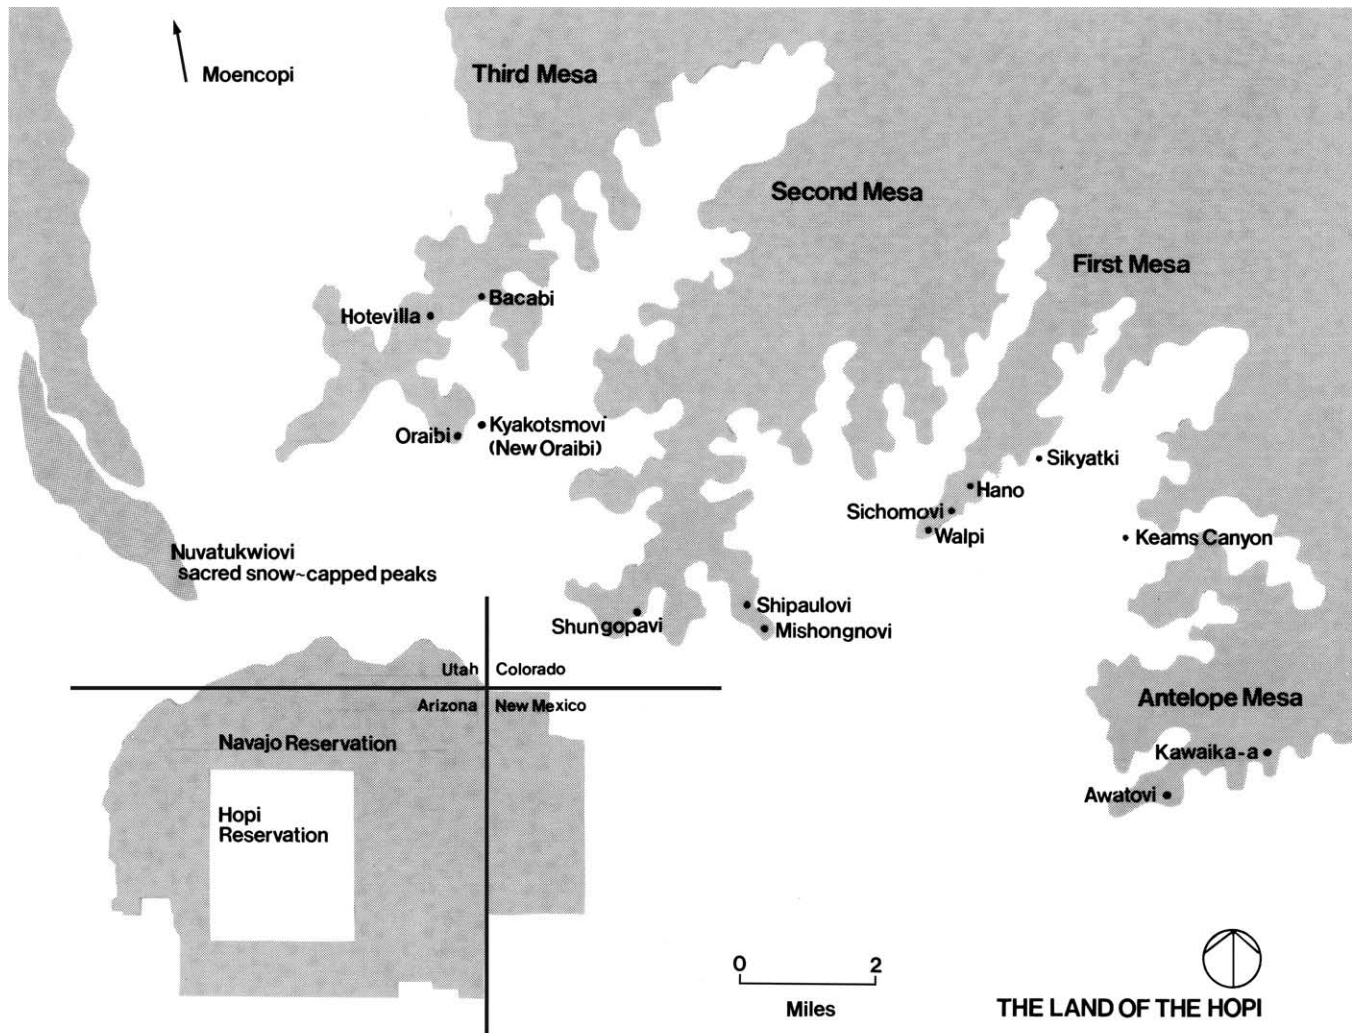 Moencopi
Third Mesa
Second Mesa
First Mesa
Bacabi
Hotevilla
Kyakotsmovi
(New Oraibi)
Oraibi
Sikyatki
Hano
Sichomovi
Walpi
Keams Canyon
Nuvatukwiovi
sacred snow~capped peaks
Shipaulovi
Shungopavi
Mishongnovi
Utah
Colorado
Arizona
New Mexico
Antelope Mesa
Navajo Reservation
Kawaika-a
Awatovi
Hopi
Reservation
0 2
Miles
THE LAND OF THE HOPI